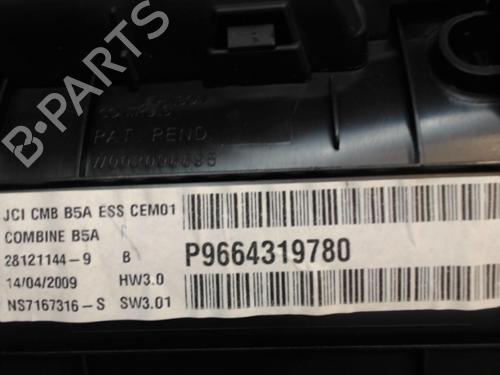 PAT. PEND.
JCI CMB B5A ESS CEM01
COMBINE B5A
28121144-9 B
14/04/2009 HW3.0
NS7167316-S SW3.01
P9664319780
B-Parts